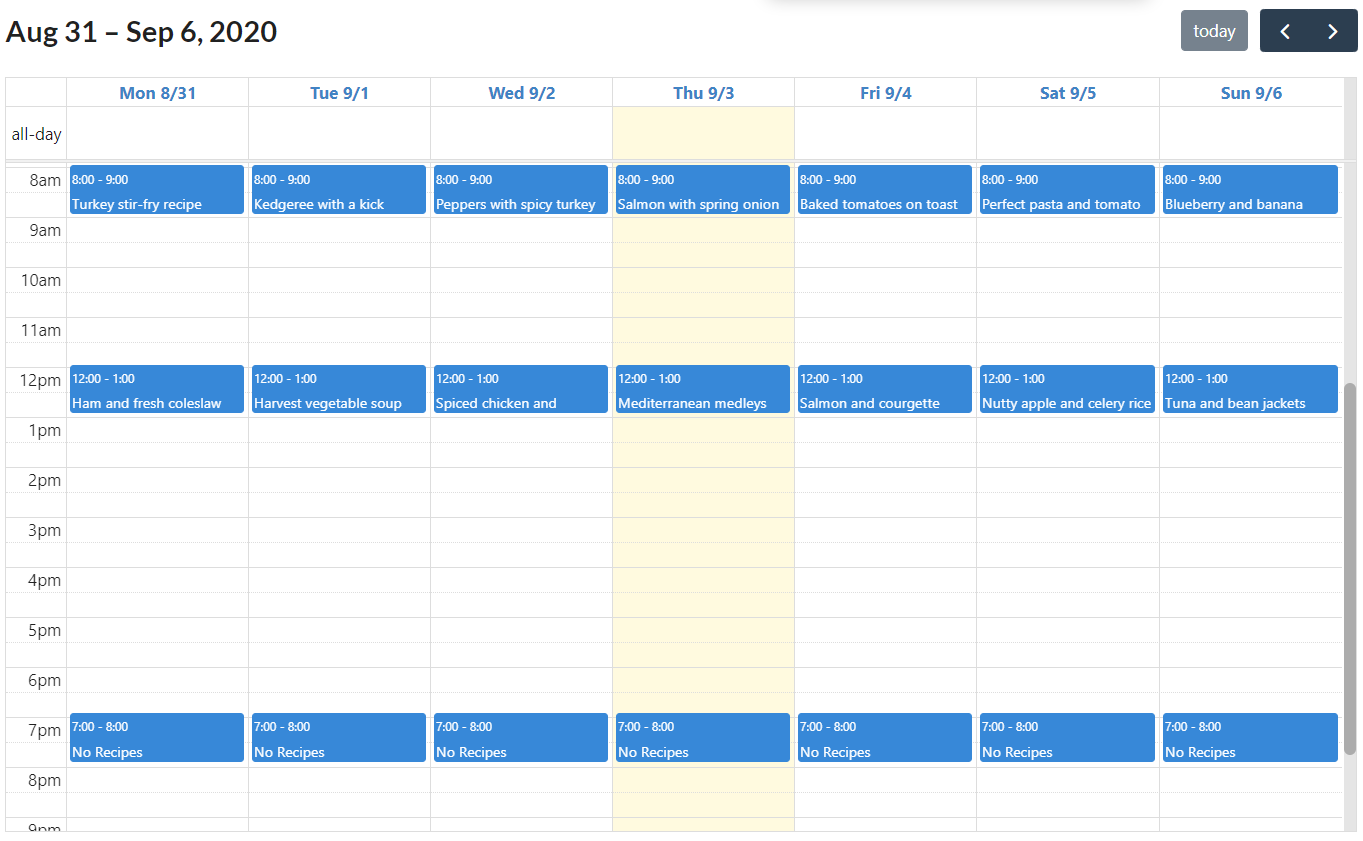 Aug 31 – Sep 6, 2020
today
Mon 8/31 Tue 9/1 Wed 9/2 Thu 9/3 Fri 9/4 Sat 9/5 Sun 9/6
all-day
8am 8:00 - 9:00 8:00 - 9:00 8:00 - 9:00 8:00 - 9:00 8:00 - 9:00 8:00 - 9:00 8:00 - 9:00
Turkey stir-fry recipe Kedgeree with a kick Peppers with spicy turkey Salmon with spring onion Baked tomatoes on toast Perfect pasta and tomato Blueberry and banana
9am
10am
11am
12pm 12:00 - 1:00 12:00 - 1:00 12:00 - 1:00 12:00 - 1:00 12:00 - 1:00 12:00 - 1:00 12:00 - 1:00
Ham and fresh coleslaw Harvest vegetable soup Spiced chicken and Mediterranean medleys Salmon and courgette Nutty apple and celery rice Tuna and bean jackets
1pm
2pm
3pm
4pm
5pm
6pm
7pm 7:00 - 8:00 7:00 - 8:00 7:00 - 8:00 7:00 - 8:00 7:00 - 8:00 7:00 - 8:00 7:00 - 8:00
No Recipes No Recipes No Recipes No Recipes No Recipes No Recipes No Recipes
8pm
9pm